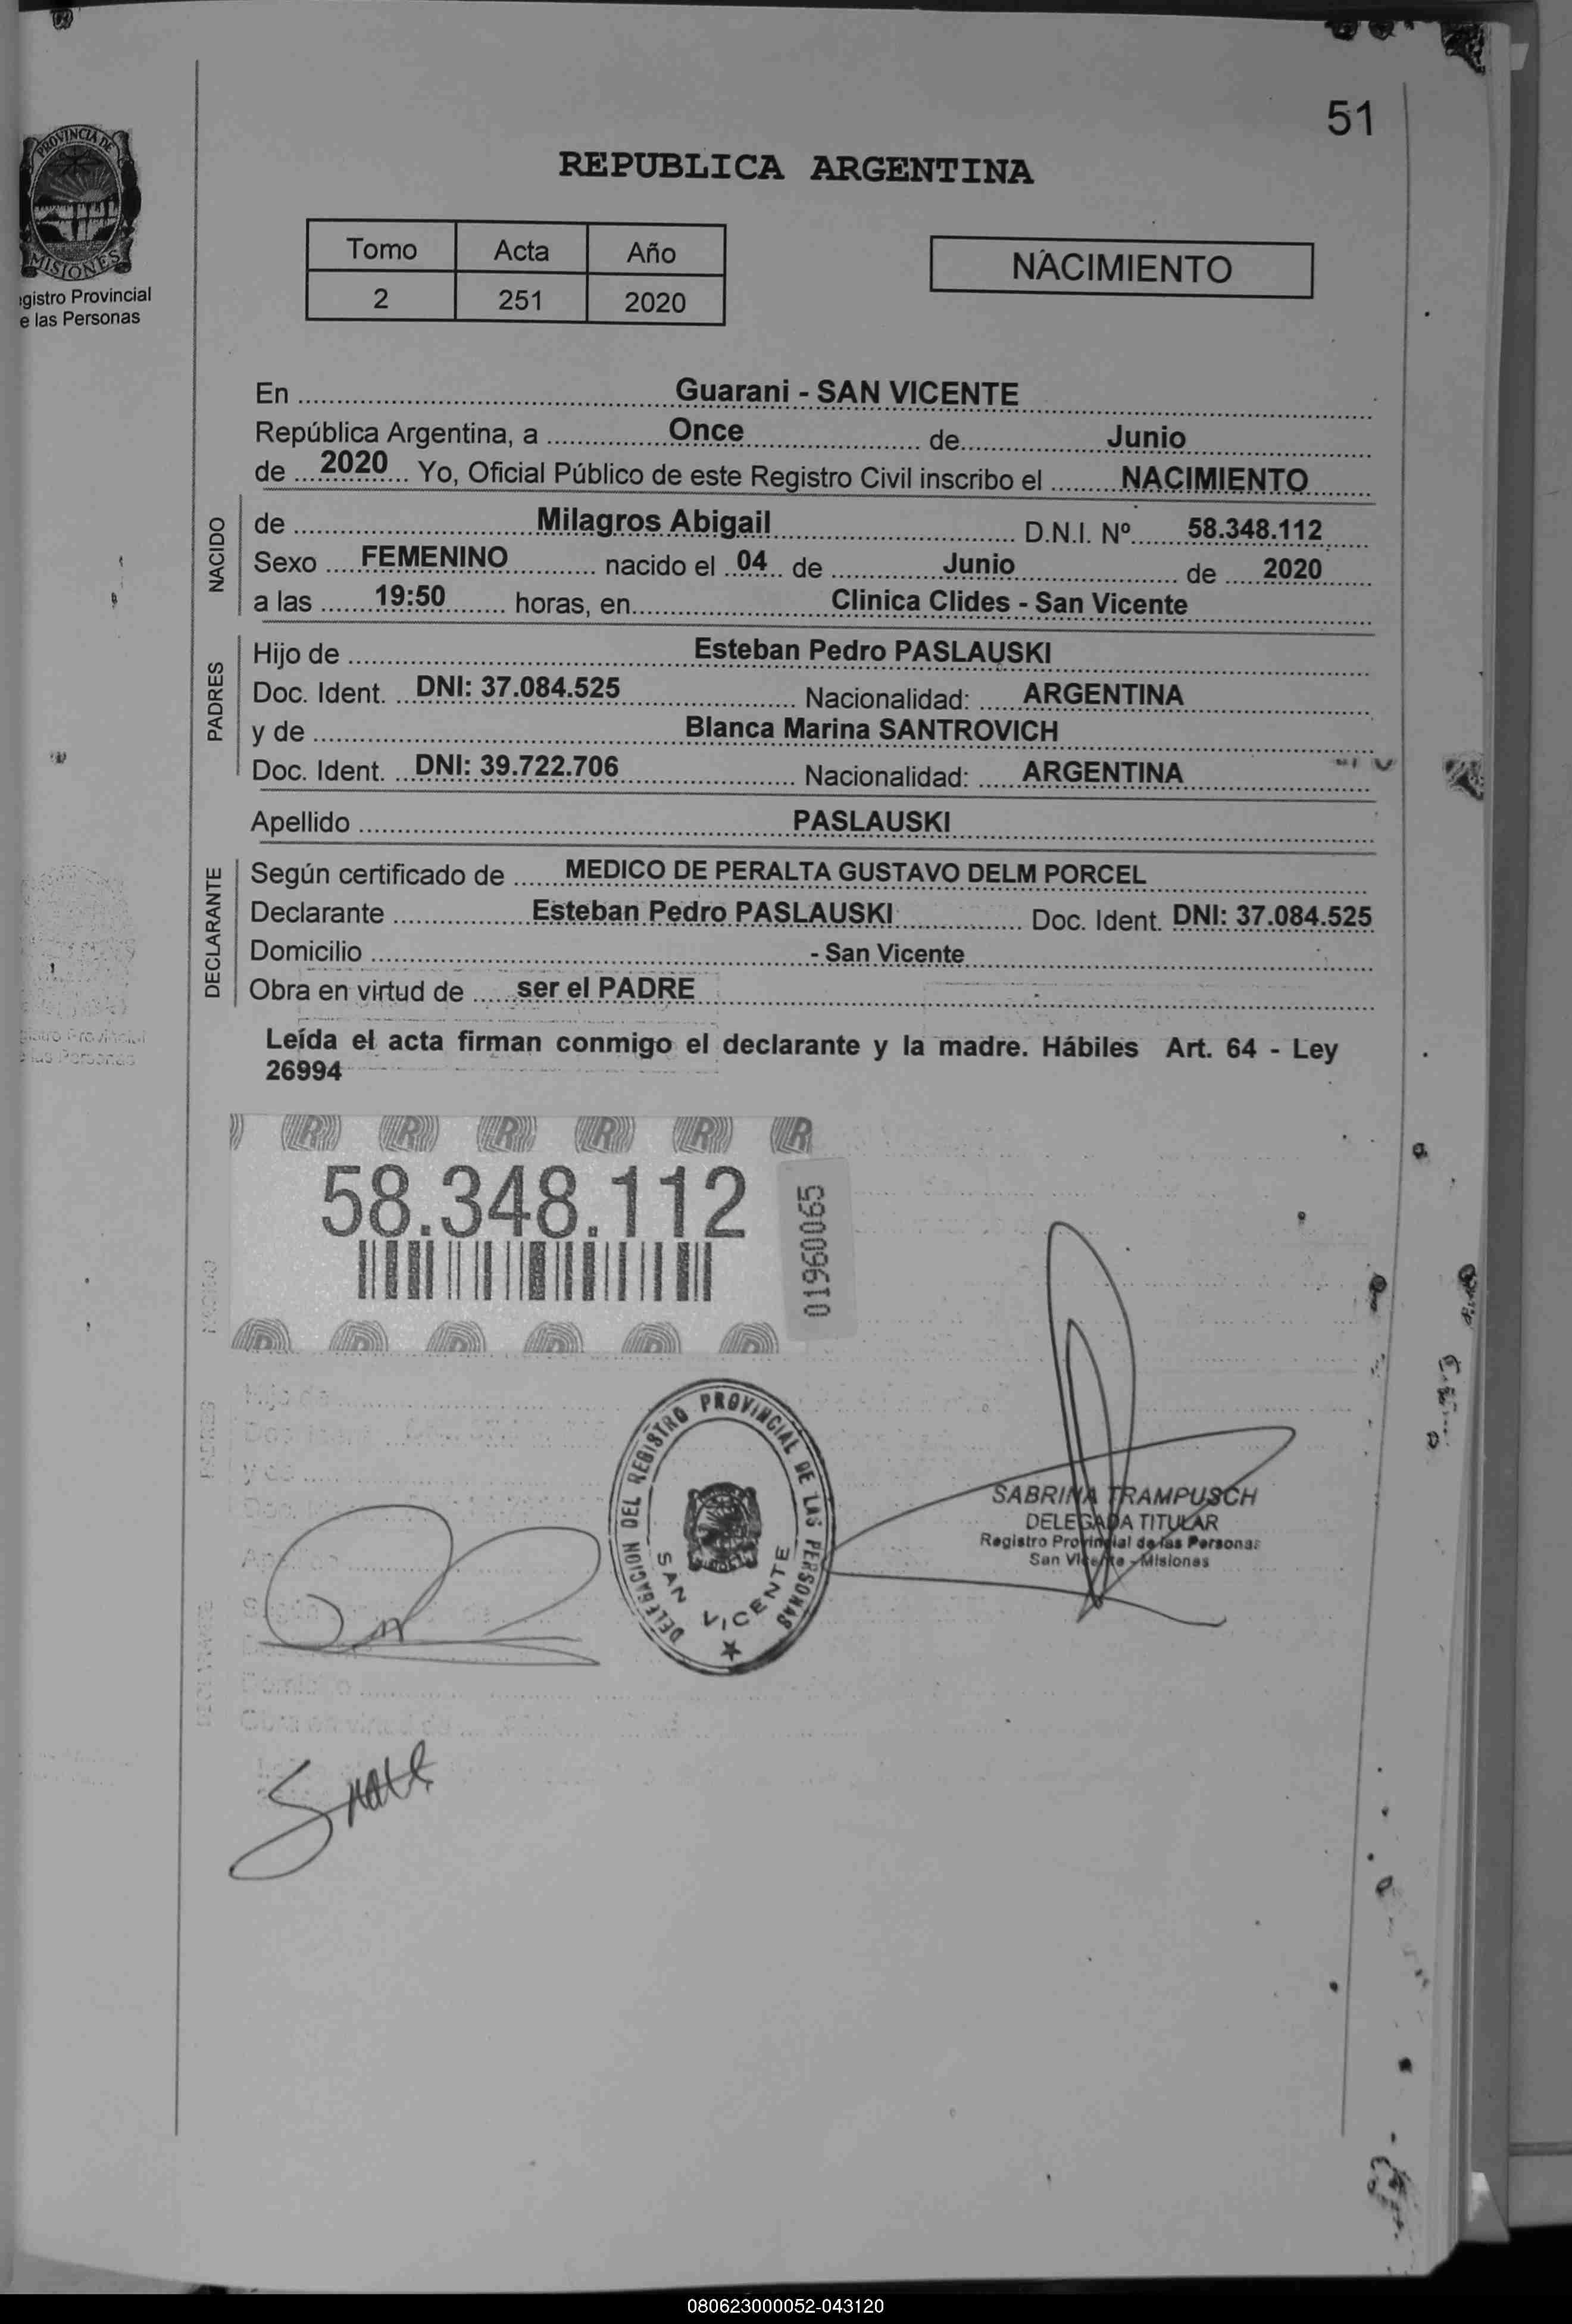 51
PROVINCIA DE
MISIONES
gistro Provincial
e las Personas
REPUBLICA ARGENTINA
Tomo Acta Año
2 251 2020
NACIMIENTO
En Guarani - SAN VICENTE
República Argentina, a Once de Junio
de 2020 Yo, Oficial Público de este Registro Civil inscribo el NACIMIENTO
NACIDO
de Milagros Abigail D.N.I. Nº 58.348.112
Sexo FEMENINO nacido el 04 de Junio de 2020
a las 19:50 horas, en Clinica Clides - San Vicente
PADRES
Hijo de Esteban Pedro PASLAUSKI
Doc. Ident. DNI: 37.084.525 Nacionalidad: ARGENTINA
y de Blanca Marina SANTROVICH
Doc. Ident. DNI: 39.722.706 Nacionalidad: ARGENTINA
Apellido PASLAUSKI
DECLARANTE
Según certificado de MEDICO DE PERALTA GUSTAVO DELM PORCEL
Declarante Esteban Pedro PASLAUSKI Doc. Ident. DNI: 37.084.525
Domicilio - San Vicente
Obra en virtud de ser el PADRE
Leída el acta firman conmigo el declarante y la madre. Hábiles Art. 64 - Ley
26994
58.348.112
01960065
DELEGACION DEL REGISTRO PROVINCIAL DE LAS PERSONAS
SAN VICENTE
SABRINA TRAMPUSCH
DELEGADA TITULAR
Registro Provincial de las Personas
San Vicente - Misiones
080623000052-043120